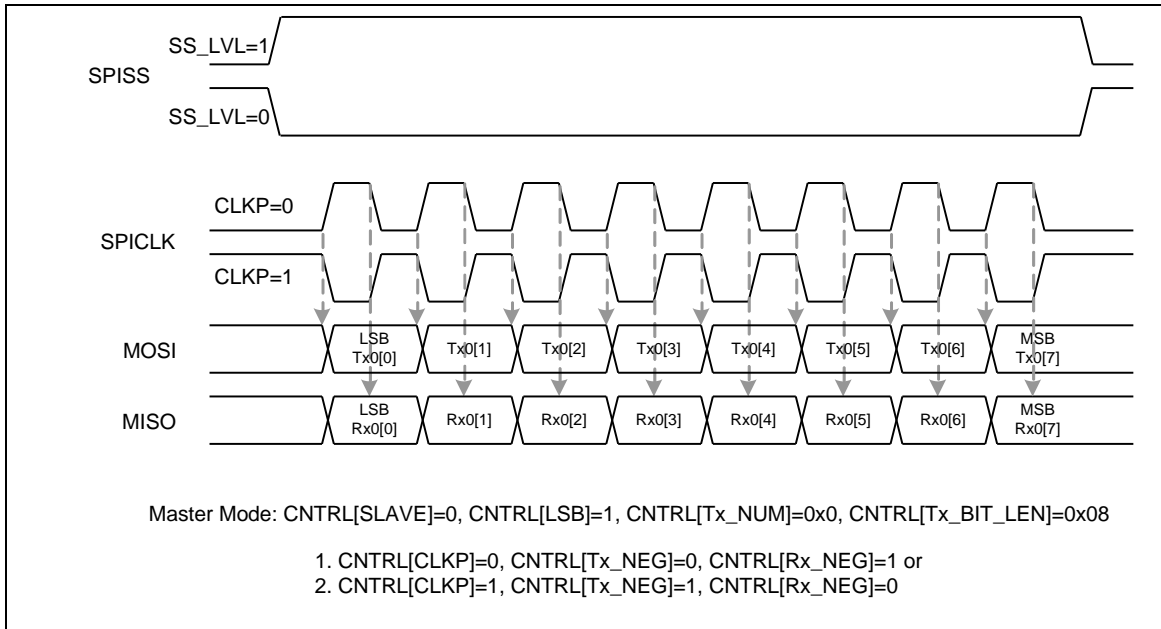 SS_LVL=1
SPISS
SS_LVL=0
CLKP=0
SPICLK
CLKP=1
MOSI
LSB
Tx0[0]
Tx0[1]
Tx0[2]
Tx0[3]
Tx0[4]
Tx0[5]
Tx0[6]
MSB
Tx0[7]
MISO
LSB
Rx0[0]
Rx0[1]
Rx0[2]
Rx0[3]
Rx0[4]
Rx0[5]
Rx0[6]
MSB
Rx0[7]
Master Mode: CNTRL[SLAVE]=0, CNTRL[LSB]=1, CNTRL[Tx_NUM]=0x0, CNTRL[Tx_BIT_LEN]=0x08
1. CNTRL[CLKP]=0, CNTRL[Tx_NEG]=0, CNTRL[Rx_NEG]=1 or
2. CNTRL[CLKP]=1, CNTRL[Tx_NEG]=1, CNTRL[Rx_NEG]=0